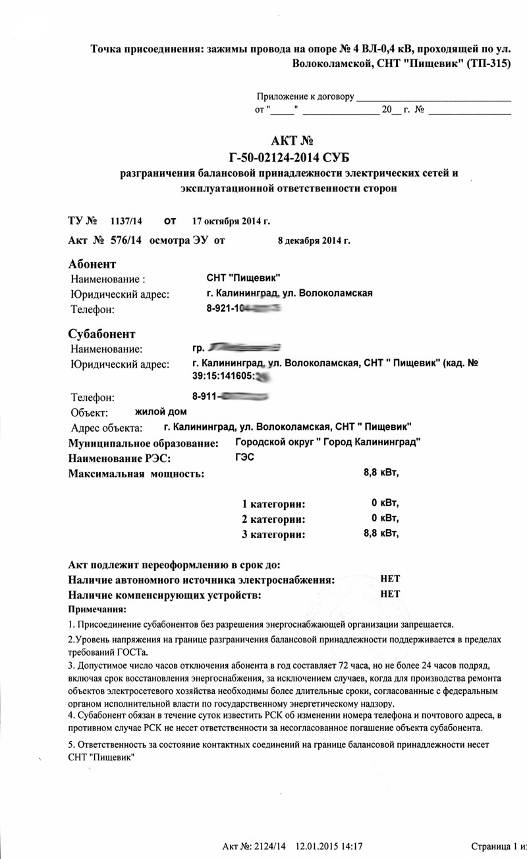 Точка присоединения: зажимы провода на опоре № 4 ВЛ-0,4 кВ, проходящей по ул.
Волоколамской, СНТ "Пищевик" (ТП-315)
Приложение к договору ____________
от "____" ____________ 20__ г. № ____________
АКТ №
Г-50-02124-2014 СУБ
разграничения балансовой принадлежности электрических сетей и
эксплуатационной ответственности сторон
ТУ № 1137/14 от 17 октября 2014 г.
Акт № 576/14 осмотра ЭУ от 8 декабря 2014 г.
Абонент
Наименование : СНТ "Пищевик"
Юридический адрес: г. Калининград, ул. Волоколамская
Телефон: 8-921-10
Субабонент
Наименование: гр.
Юридический адрес: г. Калининград, ул. Волоколамская, СНТ " Пищевик" (кад. №
39:15:141605:
Телефон: 8-911-
Объект: жилой дом
Адрес объекта: г. Калининград, ул. Волоколамская, СНТ " Пищевик"
Муниципальное образование: Городской округ " Город Калининград"
Наименование РЭС: ГЭС
Максимальная мощность: 8,8 кВт,
1 категории: 0 кВт,
2 категории: 0 кВт,
3 категории: 8,8 кВт,
Акт подлежит переоформлению в срок до:
Наличие автономного источника электроснабжения: НЕТ
Наличие компенсирующих устройств: НЕТ
Примечания:
1. Присоединение субабонентов без разрешения энергоснабжающей организации запрещается.
2.Уровень напряжения на границе разграничения балансовой принадлежности поддерживается в пределах
требований ГОСТа.
3. Допустимое число часов отключения абонента в год составляет 72 часа, но не более 24 часов подряд,
включая срок восстановления энергоснабжения, за исключением случаев, когда для производства ремонта
объектов электросетевого хозяйства необходимы более длительные сроки, согласованные с федеральным
органом исполнительной власти по государственному энергетическому надзору.
4. Субабонент обязан в течение суток известить РСК об изменении номера телефона и почтового адреса, в
противном случае РСК не несет ответственности за несогласованное погашение объекта субабонента.
5. Ответственность за состояние контактных соединений на границе балансовой принадлежности несет
СНТ "Пищевик"
Акт №: 2124/14 12.01.2015 14:17 Страница 1 из